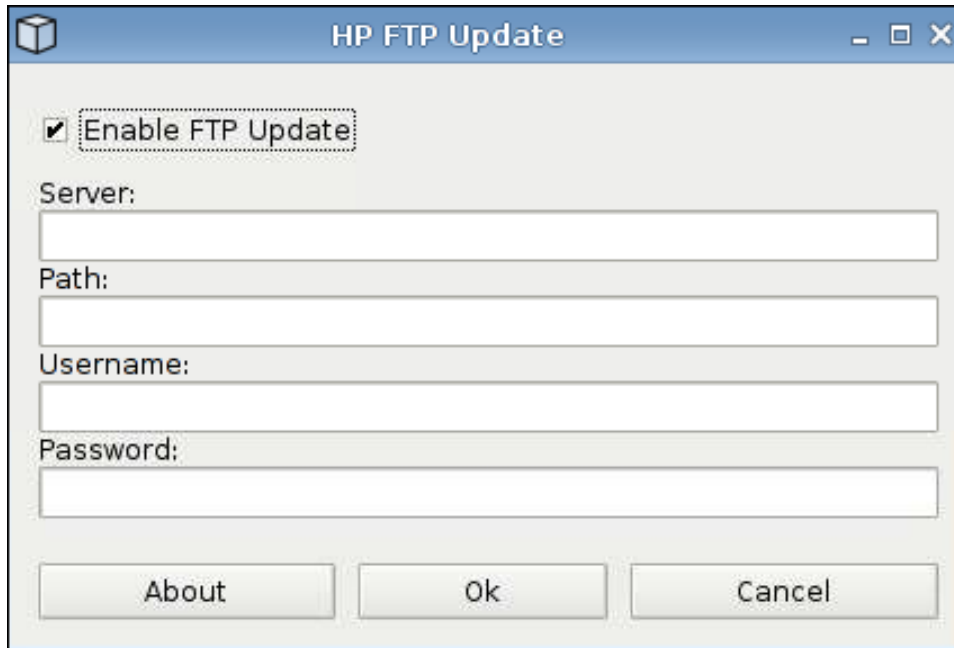 HP FTP Update
Enable FTP Update
Server:
Path:
Username:
Password:
About Ok Cancel